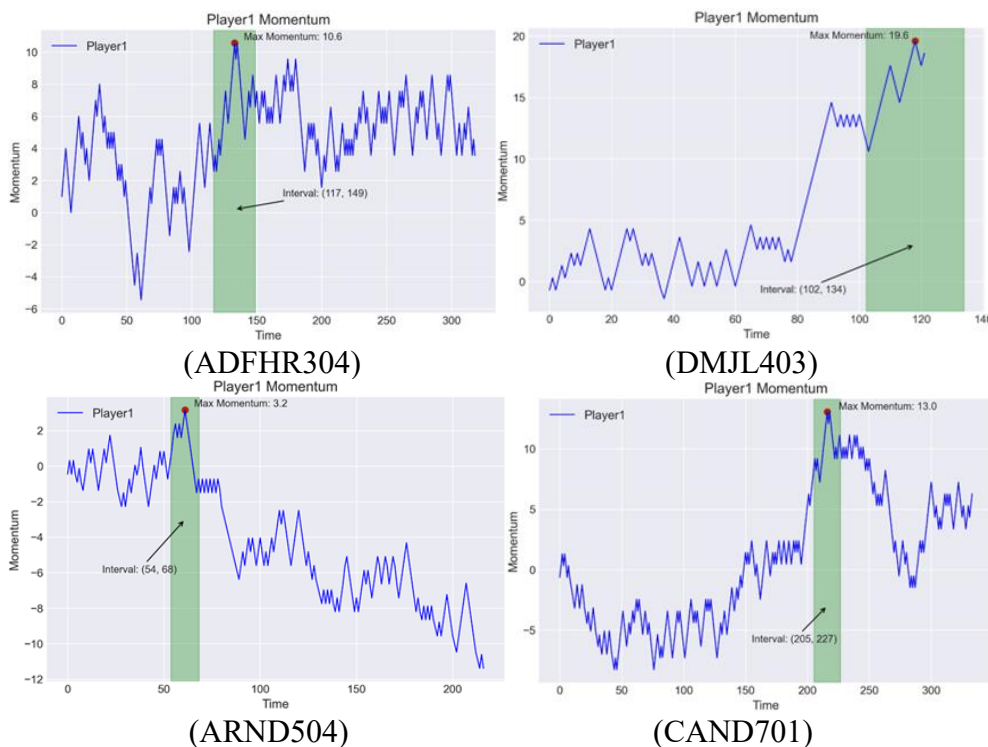 Player1 Momentum
Player1
Max Momentum: 10.6
Interval: (117, 149)
Momentum
10
8
6
4
2
0
−2
−4
−6
0 50 100 150 200 250 300
Time
(ADFHR304)
Player1 Momentum
Player1
Max Momentum: 19.6
Interval: (102, 134)
Momentum
20
15
10
5
0
0 20 40 60 80 100 120 140
Time
(DMJL403)
Player1 Momentum
Player1
Max Momentum: 3.2
Interval: (54, 68)
Momentum
2
0
−2
−4
−6
−8
−10
−12
0 50 100 150 200
Time
(ARND504)
Player1 Momentum
Player1
Max Momentum: 13.0
Interval: (205, 227)
Momentum
10
5
0
−5
0 50 100 150 200 250 300
Time
(CAND701)